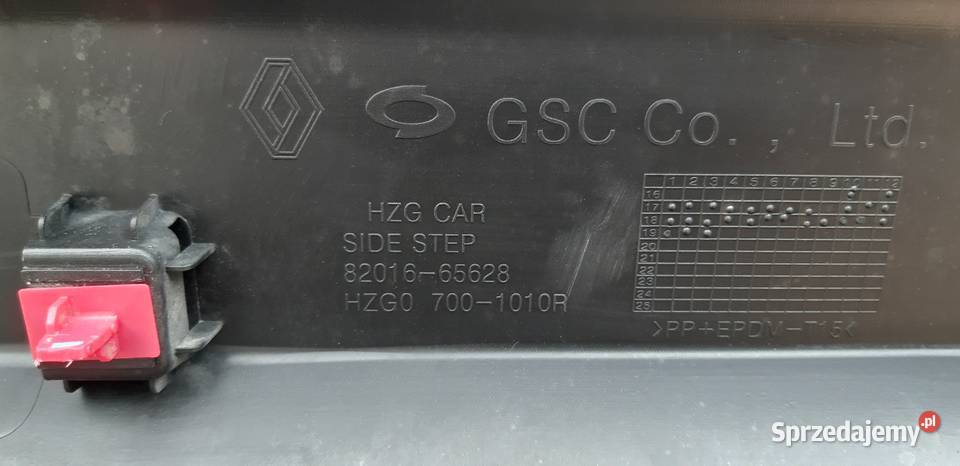 GSC Co., Ltd.
HZG CAR
SIDE STEP
82016-65628
HZG0 700-1010R
1 2 3 4 5 6 7 8 9 10 11 12
16
17
18
19
20
21
22
23
24
25
>PP+EPDM-T15<
Sprzedajemy.pl